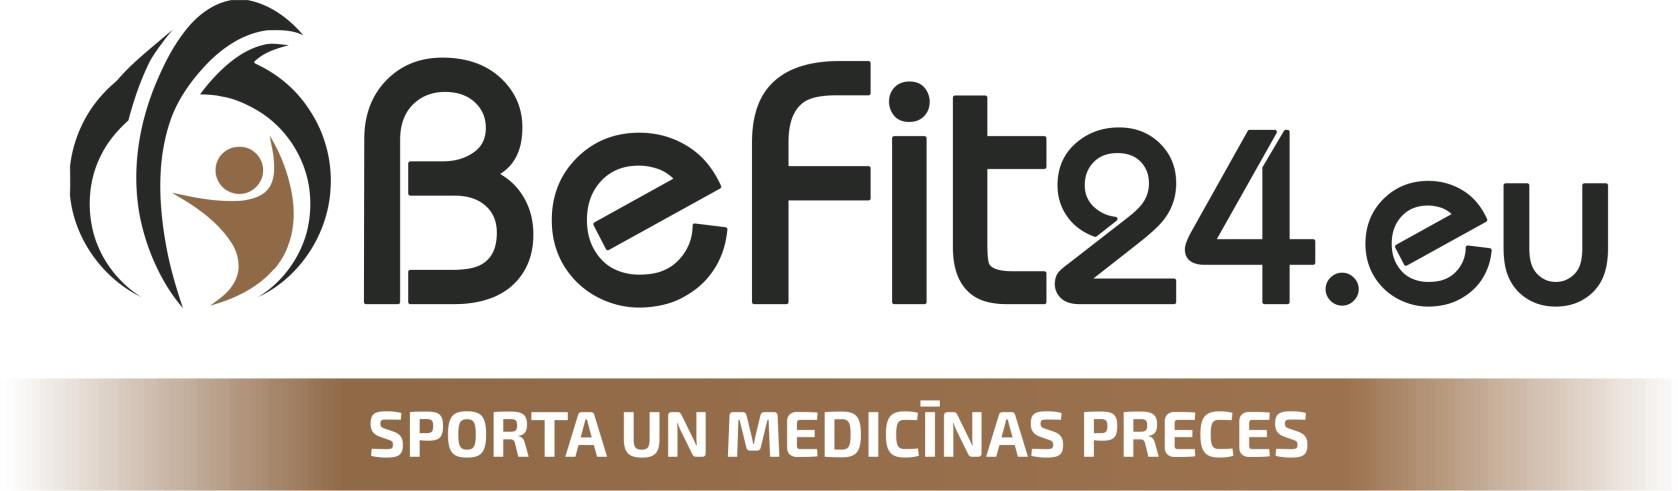 BeFit24.eu
SPORTA UN MEDICĪNAS PRECES